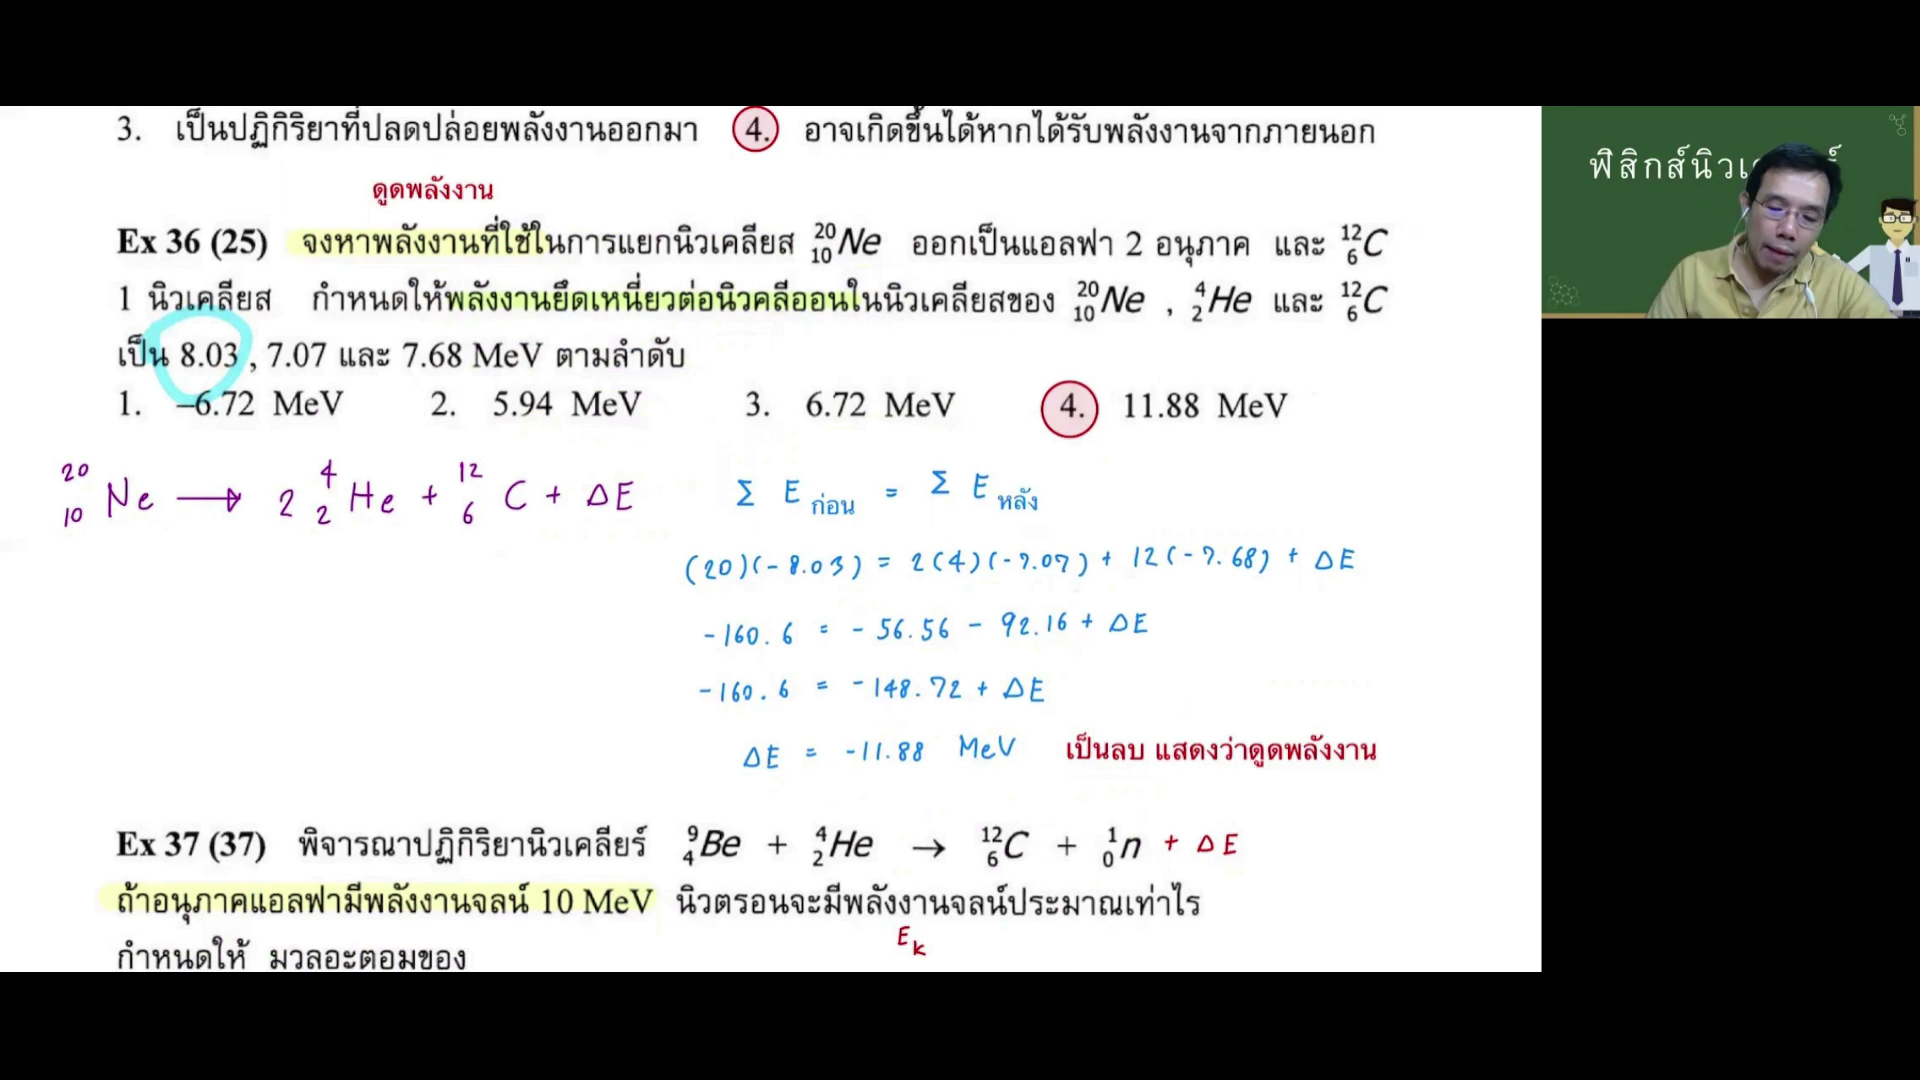 3. เป็นปฏิกิริยาที่ปลดปล่อยพลังงานออกมา 4. อาจเกิดขึ้นได้หากได้รับพลังงานจากภายนอก
ดูดพลังงาน
Ex 36 (25) จงหาพลังงานที่ใช้ในการแยกนิวเคลียส ²⁰₁₀Ne ออกเป็นแอลฟา 2 อนุภาค และ ¹²₆C
1 นิวเคลียส กำหนดให้พลังงานยึดเหนี่ยวต่อนิวคลีออนในนิวเคลียสของ ²⁰₁₀Ne , ⁴₂He และ ¹²₆C
เป็น 8.03 , 7.07 และ 7.68 MeV ตามลำดับ
1. –6.72 MeV 2. 5.94 MeV 3. 6.72 MeV 4. 11.88 MeV
²⁰₁₀Ne → 2 ⁴₂He + ¹²₆C + ΔE
Σ E ก่อน = Σ E หลัง
(20)(-8.03) = 2(4)(-7.07) + 12(-7.68) + ΔE
-160.6 = -56.56 - 92.16 + ΔE
-160.6 = -148.72 + ΔE
ΔE = -11.88 MeV เป็นลบ แสดงว่าดูดพลังงาน
Ex 37 (37) พิจารณาปฏิกิริยานิวเคลียร์ ⁹₄Be + ⁴₂He → ¹²₆C + ¹₀n + ΔE
ถ้าอนุภาคแอลฟามีพลังงานจลน์ 10 MeV นิวตรอนจะมีพลังงานจลน์ประมาณเท่าไร
Eₖ
กำหนดให้ มวลอะตอมของ